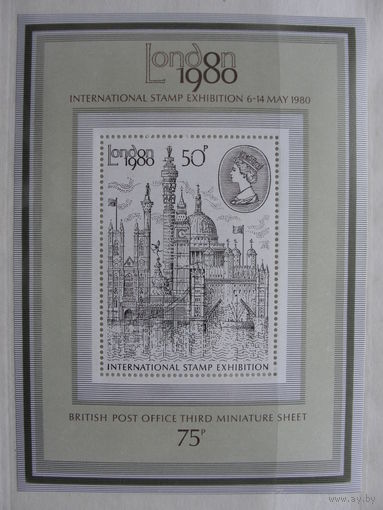 London
1980
INTERNATIONAL STAMP EXHIBITION 6-14 MAY 1980
London
1980
50P
INTERNATIONAL STAMP EXHIBITION
BRITISH POST OFFICE THIRD MINIATURE SHEET
75P
www.ay.by